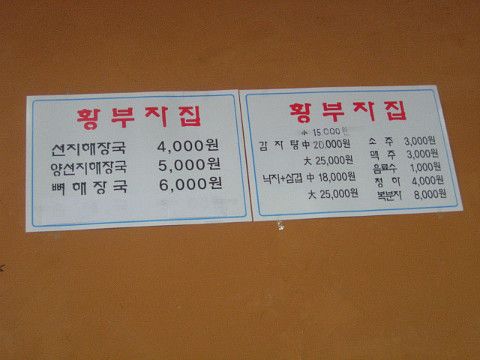 황부자집
선지해장국 4,000원
양선지해장국 5,000원
뼈해장국 6,000원
황부자집
小 15,000원
감자탕 中 20,000원
大 25,000원
낙지+삼겹 中 18,000원
大 25,000원
소주 3,000원
맥주 3,000원
음료수 1,000원
청하 4,000원
복분자 8,000원